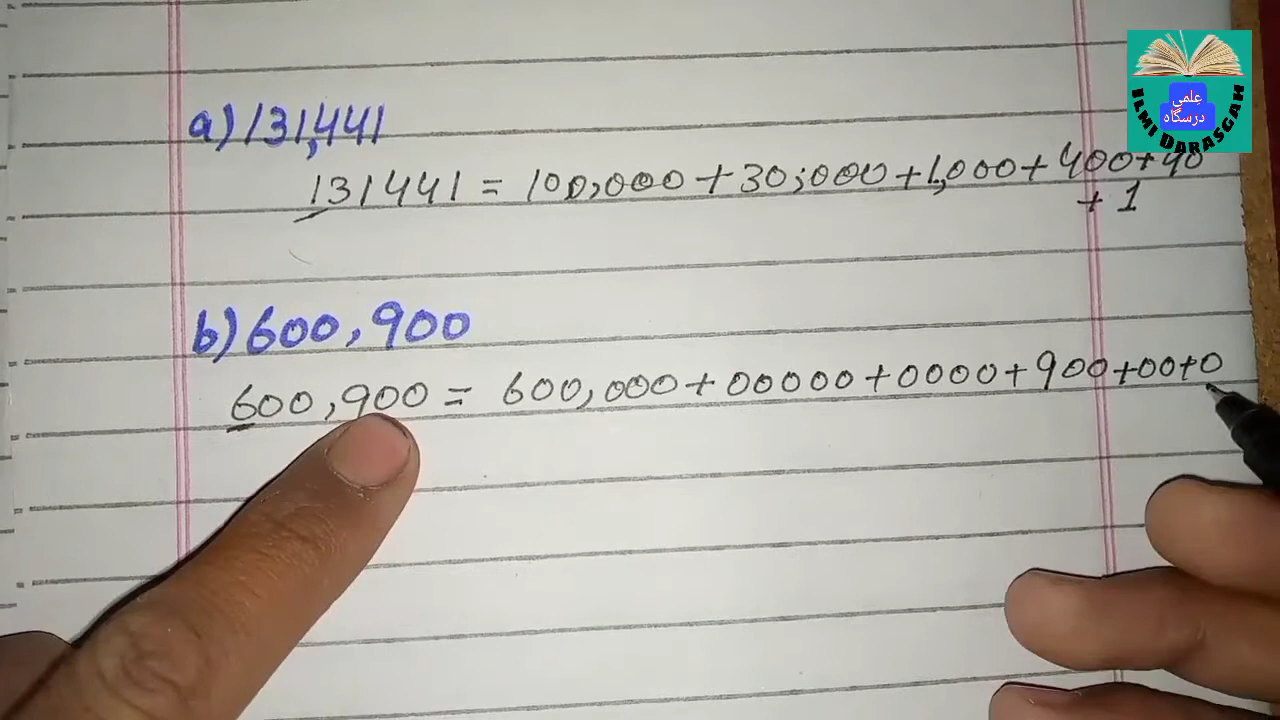 a) 131,441
131441 = 100,000 + 30,000 + 1,000 + 400 + 40
+ 1
b) 600,900
600,900 = 600,000 + 00000 + 0000 + 900 + 00 + 0
ILMI DARASGAH
علمی
درسگاہ